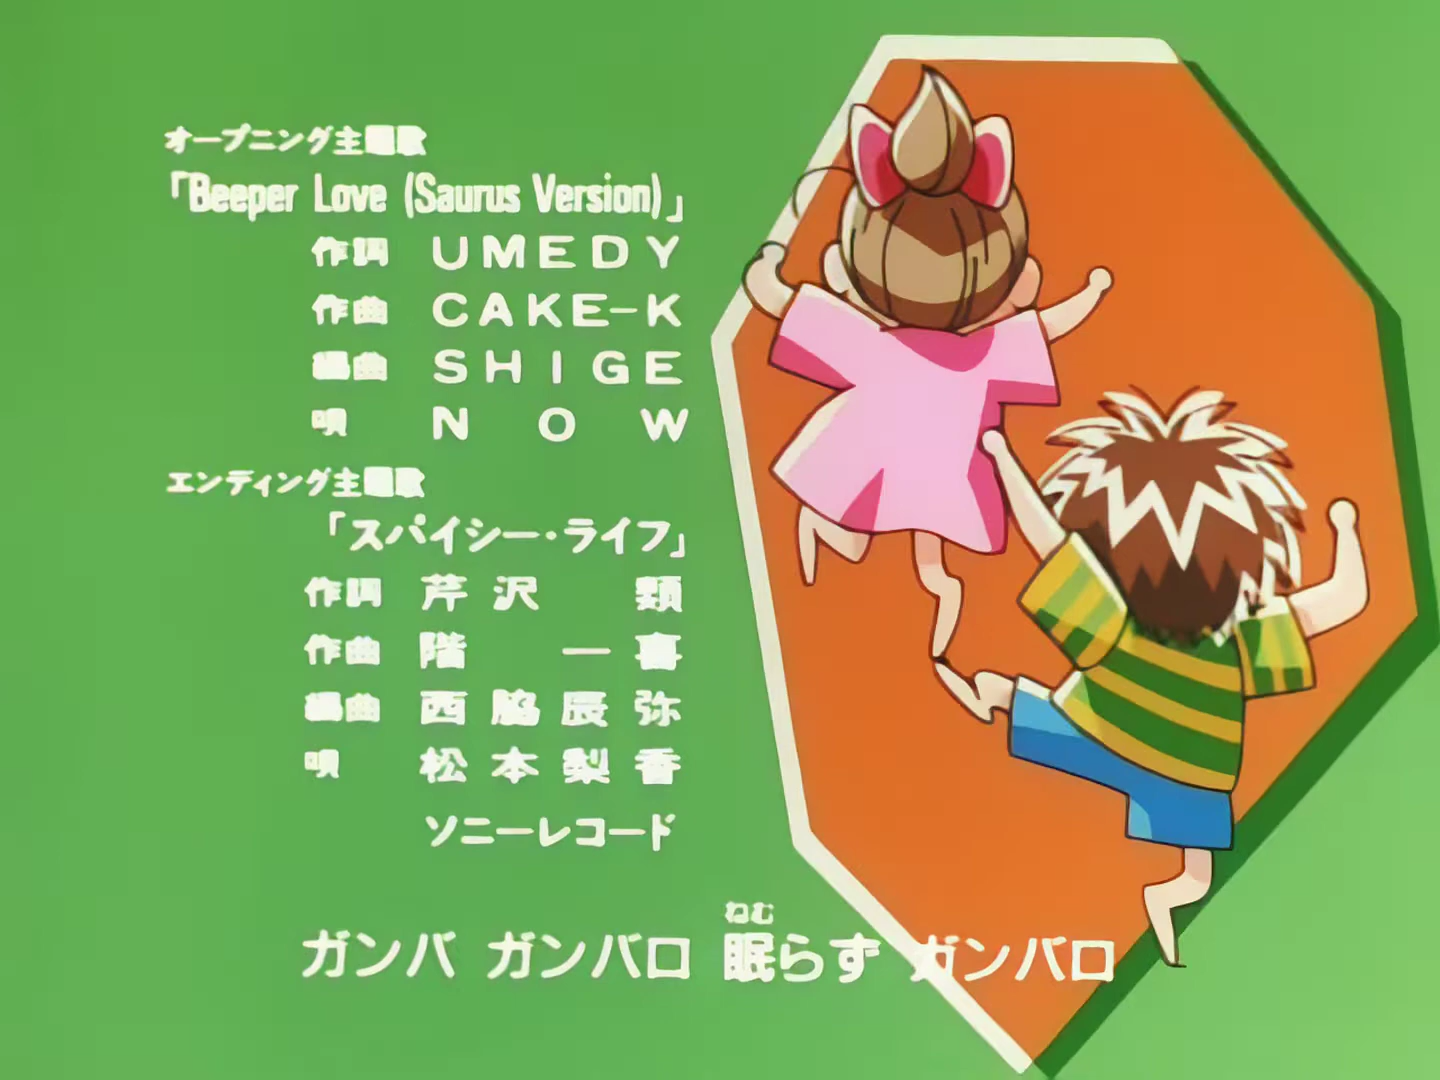 オープニング主題歌
「Beeper Love (Saurus Version)」
作詞 UMEDY
作曲 CAKE-K
編曲 SHIGE
唄 NOW
エンディング主題歌
「スパイシー・ライフ」
作詞 芹沢 類
作曲 階 一喜
編曲 西脇辰弥
唄 松本梨香
ソニーレコード
ねむ
ガンバ ガンバロ 眠らず ガンバロ